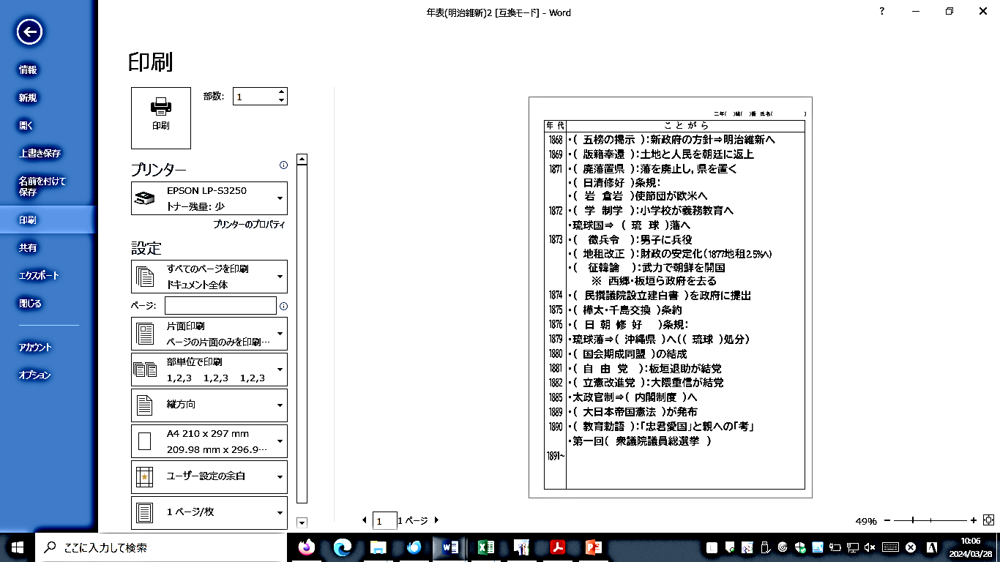 年表(明治維新)2 [互換モード] - Word
?
情報
新規
開く
上書き保存
名前を付けて
保存
印刷
共有
エクスポート
閉じる
アカウント
オプション
印刷
印刷
部数: 1
プリンター
EPSON LP-S3250
トナー残量: 少
プリンターのプロパティ
設定
すべてのページを印刷
ドキュメント全体
ページ:
片面印刷
ページの片面のみを印刷…
部単位で印刷
1,2,3 1,2,3 1,2,3
縦方向
A4 210 x 297 mm
209.98 mm x 296.9…
ユーザー設定の余白
1 ページ/枚
二年( )組( )番 氏名( )
年 代 ことがら
1868 ・( 五榜の掲示 ):新政府の方針⇒明治維新へ
1869 ・( 版籍奉還 ):土地と人民を朝廷に返上
1871 ・( 廃藩置県 ):藩を廃止し,県を置く
・( 日清修好 )条規:
・( 岩 倉岩 )使節団が欧米へ
1872 ・( 学 制学 ):小学校が義務教育へ
・琉球国⇒ ( 琉 球 )藩へ
1873 ・( 徴兵令 ):男子に兵役
・( 地租改正 ):財政の安定化(1877地租2.5%へ)
・( 征韓論 ):武力で朝鮮を開国
※ 西郷・板垣ら政府を去る
1874 ・( 民撰議院設立建白書 )を政府に提出
1875 ・( 樺太・千島交換 )条約
1876 ・( 日 朝 修 好 )条規:
1879 ・琉球藩⇒( 沖縄県 )へ(( 琉球 )処分)
1880 ・( 国会期成同盟 )の結成
1881 ・( 自 由 党 ):板垣退助が結党
1882 ・( 立憲改進党 ):大隈重信が結党
1885 ・太政官制⇒( 内閣制度 )へ
1889 ・( 大日本帝国憲法 )が発布
1890 ・( 教育勅語 ):「忠君愛国」と親への「考」
・第一回( 衆議院議員総選挙 )
1891~
1 1 ページ
49%
ここに入力して検索
A
10:06
2024/03/28